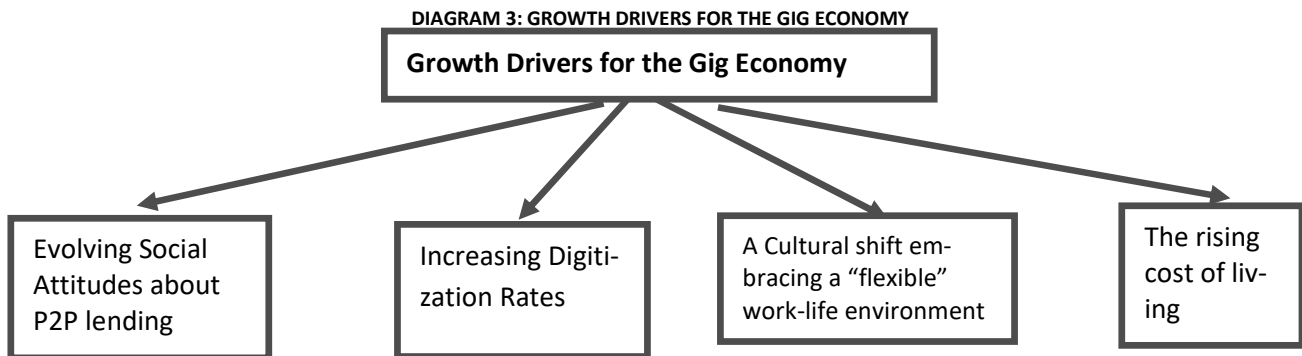 DIAGRAM 3: GROWTH DRIVERS FOR THE GIG ECONOMY
Growth Drivers for the Gig Economy
Evolving Social
Attitudes about
P2P lending
Increasing Digiti-
zation Rates
A Cultural shift em-
bracing a “flexible”
work-life environment
The rising
cost of liv-
ing